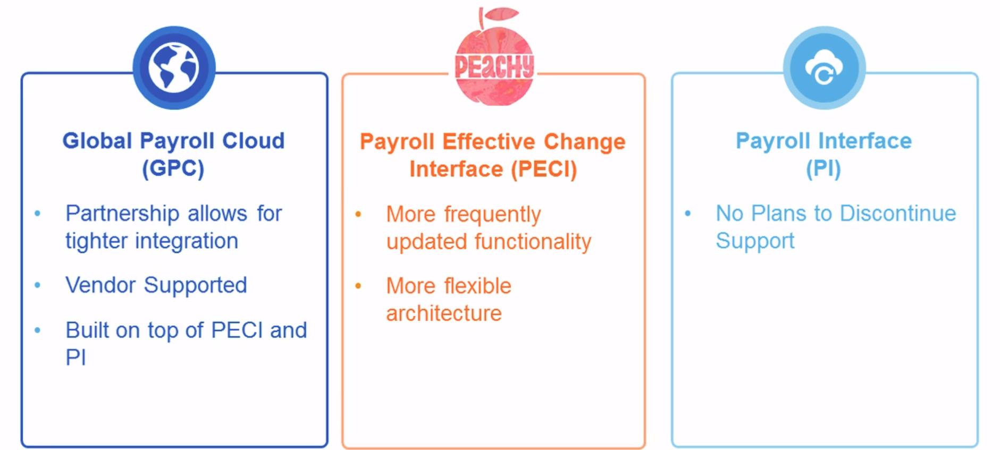 PEaCHY
Global Payroll Cloud
(GPC)
• Partnership allows for
tighter integration
• Vendor Supported
• Built on top of PECI and
PI
Payroll Effective Change
Interface (PECI)
• More frequently
updated functionality
• More flexible
architecture
Payroll Interface
(PI)
• No Plans to Discontinue
Support